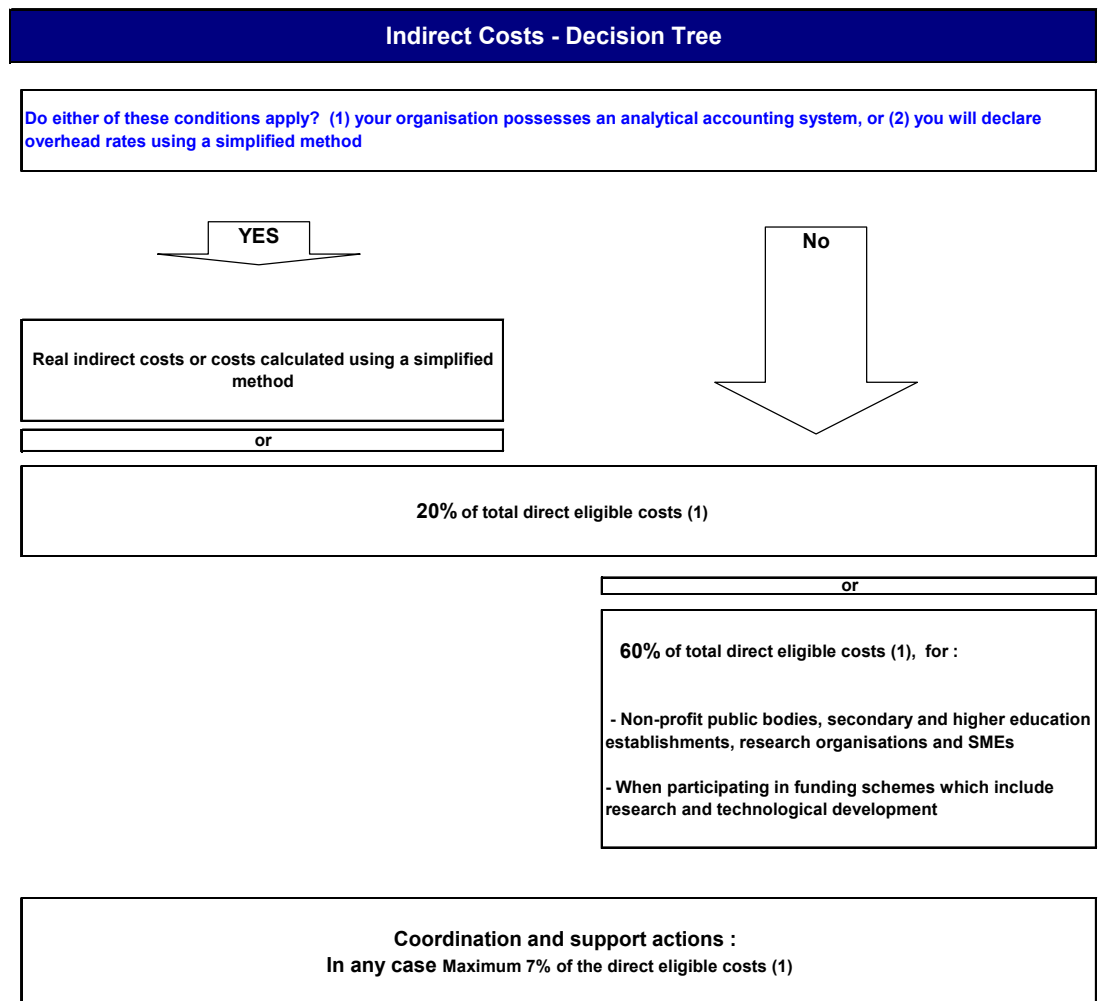 Indirect Costs - Decision Tree
Do either of these conditions apply? (1) your organisation possesses an analytical accounting system, or (2) you will declare
overhead rates using a simplified method
YES
No
Real indirect costs or costs calculated using a simplified
method
or
20% of total direct eligible costs (1)
or
60% of total direct eligible costs (1), for :
- Non-profit public bodies, secondary and higher education
establishments, research organisations and SMEs
- When participating in funding schemes which include
research and technological development
Coordination and support actions :
In any case Maximum 7% of the direct eligible costs (1)